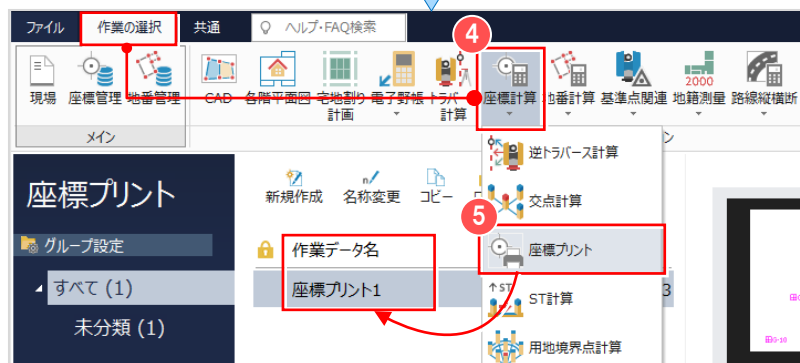 ファイル 作業の選択 共通 ヘルプ・FAQ検索
4
現場 座標管理 地番管理 CAD 各階平面図 宅地割り 電子野帳 トラバー 座標計算 地番計算 基準点関連 地籍測量 路線縦横断
計画 計算
2000
メイン ン
逆トラバース計算
座標プリント
新規作成 名称変更 コピー
交点計算
5
グループ設定
作業データ名
座標プリント
すべて (1)
座標プリント1
3
ST
ST計算
未分類 (1)
用地境界点計算